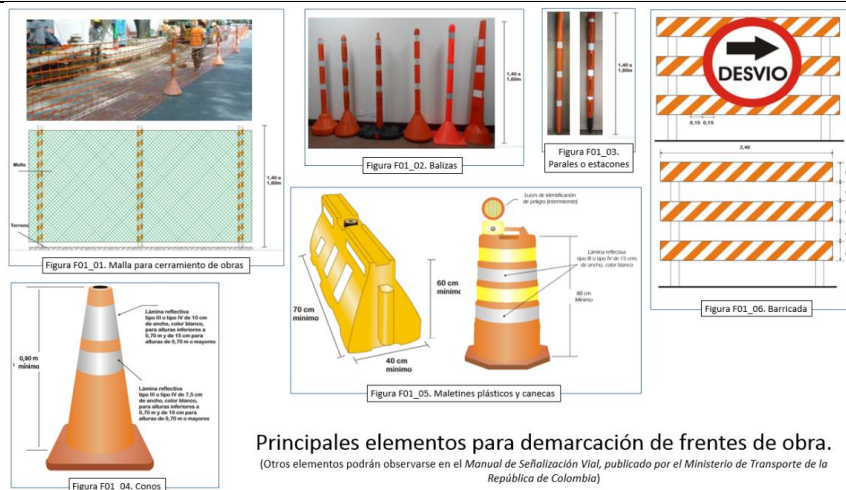 Malla
Terreno
1,40 a
1,60m
Figura F01_01. Malla para cerramiento de obras
1,40 a
1,60m
Figura F01_02. Balizas
1,40 a
1,60m
Figura F01_03.
Parales o estacones
DESVIO
0,15 0,15
2,40
Figura F01_06. Barricada
0,90 m
mínimo
Lámina reflectiva
tipo III o tipo IV de 10 cm
de ancho, color blanco,
para alturas inferiores a
0,70 m y de 15 cm para
alturas de 0,70 m o mayores
Lámina reflectiva
tipo III o tipo IV de 7,5 cm
de ancho, color blanco,
para alturas inferiores a
0,70 m y de 10 cm para
alturas de 0,70 m o mayores
Figura F01_04. Conos
70 cm
mínimo
60 cm
mínimo
40 cm
mínimo
Luces de identificación
de peligro (intermitente)
Lámina reflectiva
tipo III o tipo IV de 15 cms
de ancho, color blanco
80 cm
Mínimo
Figura F01_05. Maletines plásticos y canecas
Principales elementos para demarcación de frentes de obra.
(Otros elementos podrán observarse en el Manual de Señalización Vial, publicado por el Ministerio de Transporte de la
República de Colombia)